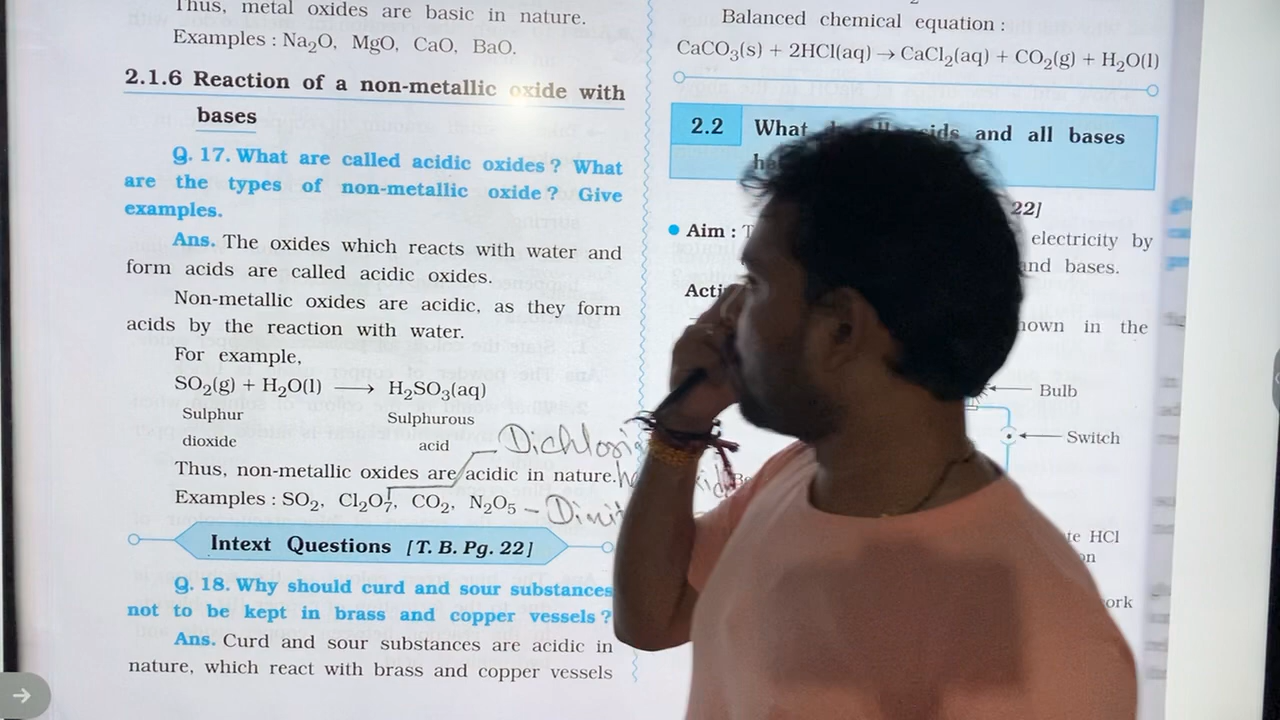 Thus, metal oxides are basic in nature.
Examples : Na₂O, MgO, CaO, BaO.
2.1.6 Reaction of a non-metallic oxide with
bases
Q. 17. What are called acidic oxides ? What
are the types of non-metallic oxide ? Give
examples.
Ans. The oxides which reacts with water and
form acids are called acidic oxides.
Non-metallic oxides are acidic, as they form
acids by the reaction with water.
For example,
SO₂(g) + H₂O(l) ⟶ H₂SO₃(aq)
Sulphur Sulphurous
dioxide acid
Dichlori
Thus, non-metallic oxides are acidic in nature.
Examples : SO₂, Cl₂O₇, CO₂, N₂O₅ - Dinit
Intext Questions [T. B. Pg. 22]
Q. 18. Why should curd and sour substances
not to be kept in brass and copper vessels ?
Ans. Curd and sour substances are acidic in
nature, which react with brass and copper vessels
Balanced chemical equation :
CaCO₃(s) + 2HCl(aq) → CaCl₂(aq) + CO₂(g) + H₂O(l)
2.2 What and all bases
22]
Aim :
electricity by
and bases.
in the
Bulb
Switch
HCl